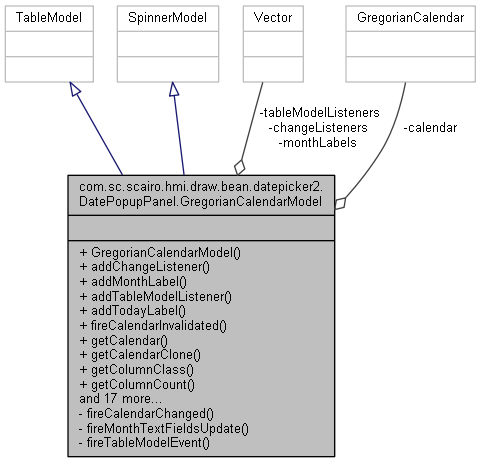 TableModel
SpinnerModel
Vector
GregorianCalendar
-tableModelListeners
-changeListeners
-monthLabels
-calendar
com.sc.scairo.hmi.draw.bean.datepicker2.
DatePopupPanel.GregorianCalendarModel
+ GregorianCalendarModel()
+ addChangeListener()
+ addMonthLabel()
+ addTableModelListener()
+ addTodayLabel()
+ fireCalendarInvalidated()
+ getCalendar()
+ getCalendarClone()
+ getColumnClass()
+ getColumnCount()
and 17 more...
- fireCalendarChanged()
- fireMonthTextFieldsUpdate()
- fireTableModelEvent()